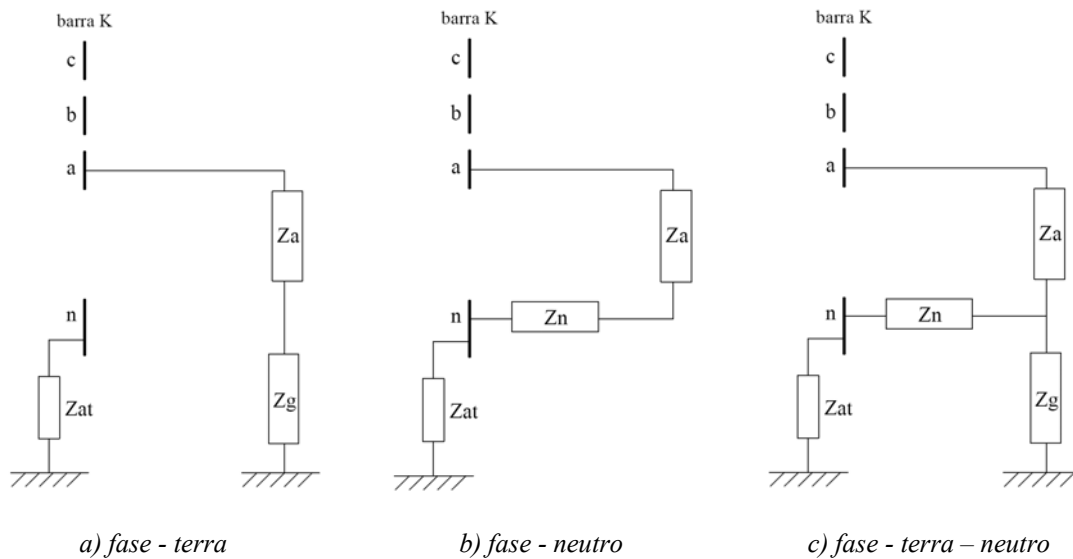 barra K
c
b
a
Za
n
Zat
Zg
a) fase - terra
barra K
c
b
a
Za
n
Zn
Zat
b) fase - neutro
barra K
c
b
a
Za
n
Zn
Zat
Zg
c) fase - terra – neutro